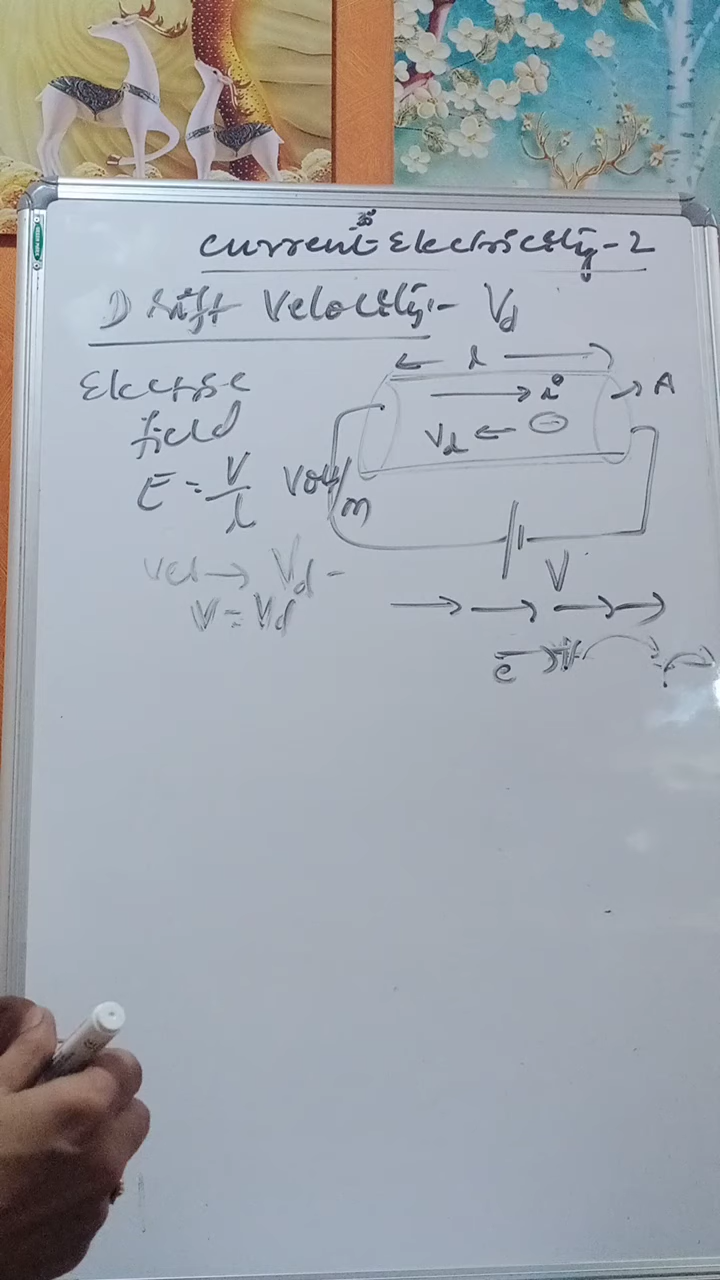 Current Electricity-2
Drift Velocity:- Vd
Electric
field
E = V/l Volt/m
l
i
A
Vd ← ⊖
V
vel → Vd -
V = Vd
e